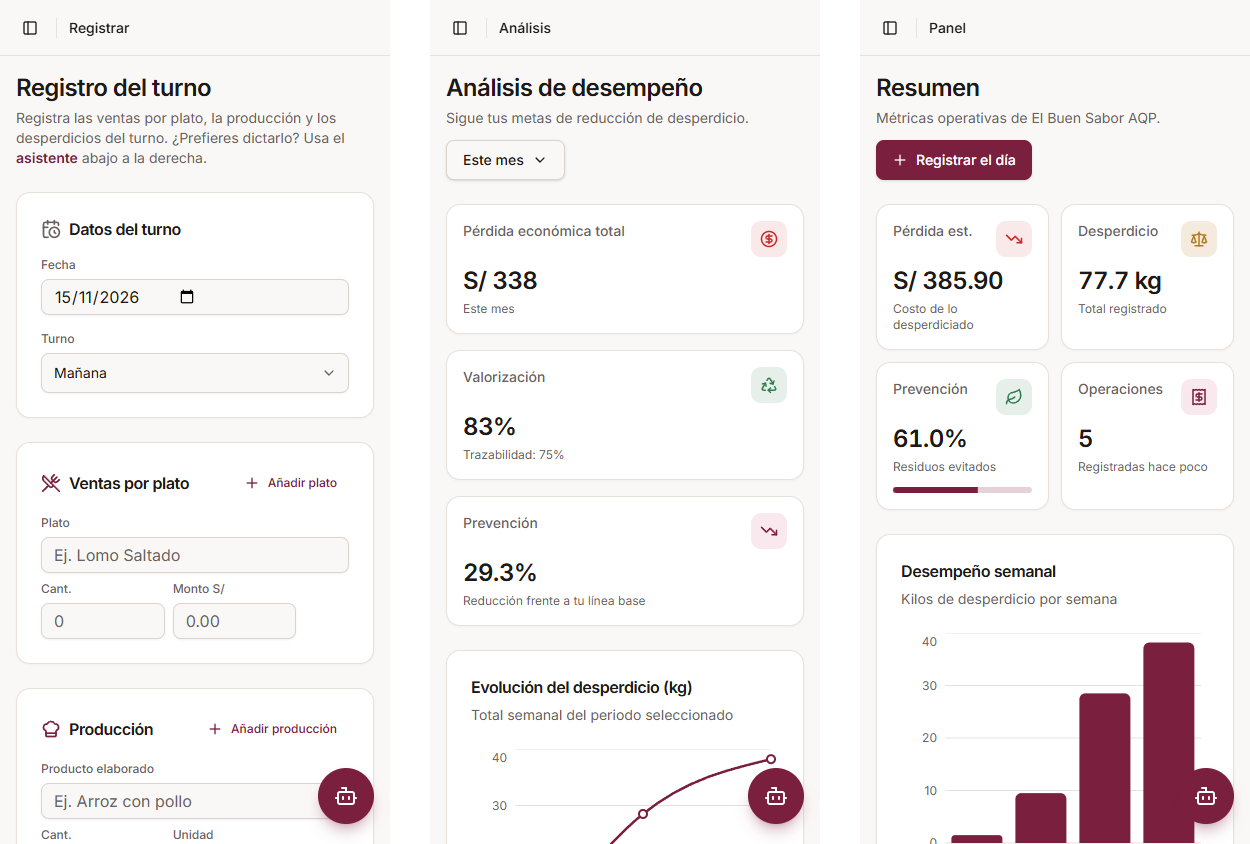 Registrar
Registro del turno
Registra las ventas por plato, la producción y los
desperdicios del turno. ¿Prefieres dictarlo? Usa el
asistente abajo a la derecha.
Datos del turno
Fecha
15/11/2026
Turno
Mañana
Ventas por plato
Añadir plato
Plato
Ej. Lomo Saltado
Cant.
Monto S/
0
0.00
Producción
Añadir producción
Producto elaborado
Ej. Arroz con pollo
Cant.
Unidad
Análisis
Análisis de desempeño
Sigue tus metas de reducción de desperdicio.
Este mes
Pérdida económica total
S/ 338
Este mes
Valorización
83%
Trazabilidad: 75%
Prevención
29.3%
Reducción frente a tu línea base
Evolución del desperdicio (kg)
Total semanal del periodo seleccionado
40
30
Panel
Resumen
Métricas operativas de El Buen Sabor AQP.
Registrar el día
Pérdida est.
S/ 385.90
Costo de lo
desperdiciado
Desperdicio
77.7 kg
Total registrado
Prevención
61.0%
Residuos evitados
Operaciones
5
Registradas hace poco
Desempeño semanal
Kilos de desperdicio por semana
40
30
20
10
0